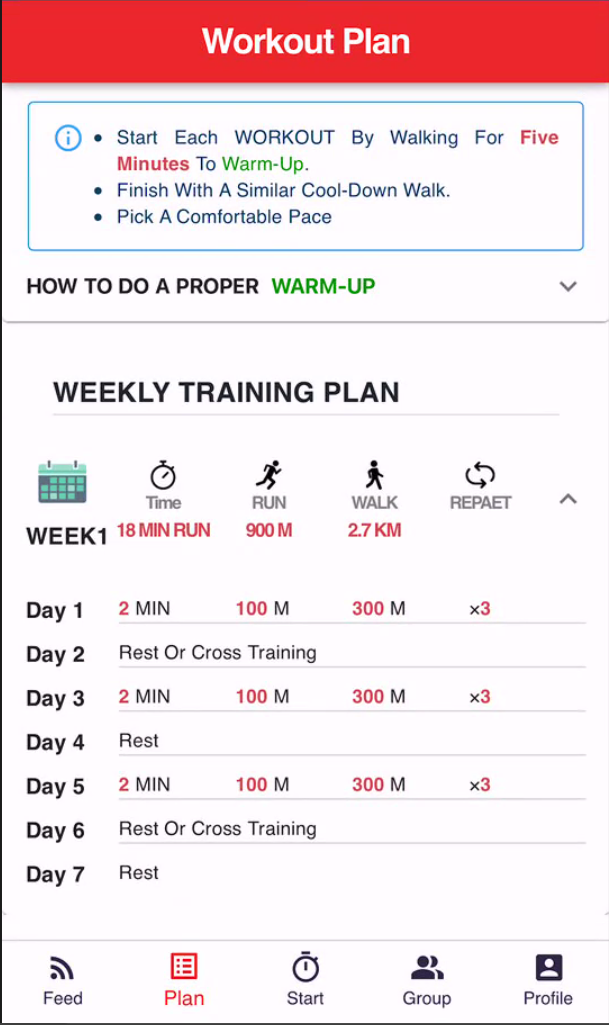 Workout Plan
• Start Each WORKOUT By Walking For Five
Minutes To Warm-Up.
• Finish With A Similar Cool-Down Walk.
• Pick A Comfortable Pace
HOW TO DO A PROPER WARM-UP
WEEKLY TRAINING PLAN
Time RUN WALK REPAET
WEEK1 18 MIN RUN 900 M 2.7 KM
Day 1 2 MIN 100 M 300 M ×3
Day 2 Rest Or Cross Training
Day 3 2 MIN 100 M 300 M ×3
Day 4 Rest
Day 5 2 MIN 100 M 300 M ×3
Day 6 Rest Or Cross Training
Day 7 Rest
Feed Plan Start Group Profile